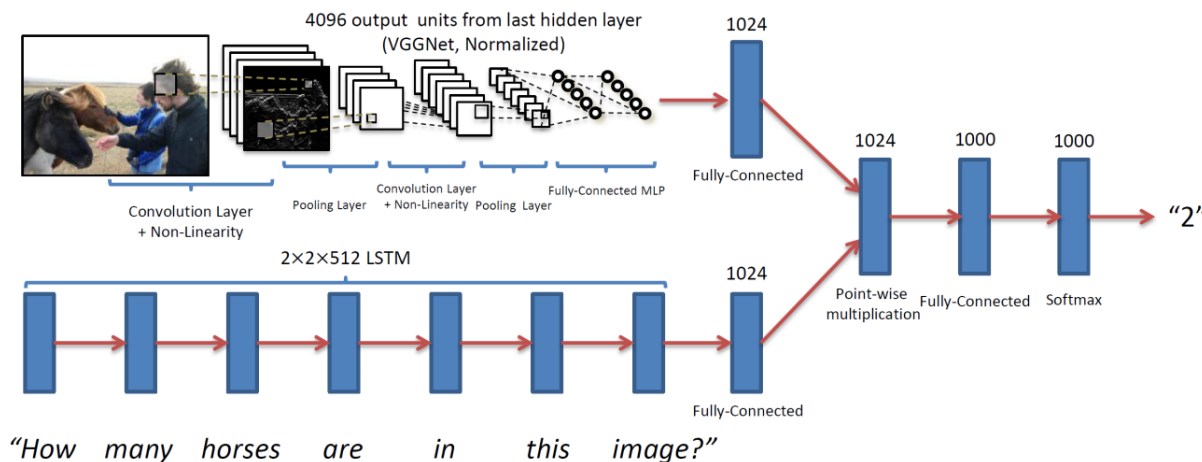 4096 output units from last hidden layer
(VGGNet, Normalized)
1024
Convolution Layer
+ Non-Linearity
Pooling Layer
Convolution Layer
+ Non-Linearity
Pooling Layer
Fully-Connected MLP
Fully-Connected
1024
1000
1000
"2"
Point-wise
multiplication
Fully-Connected
Softmax
2×2×512 LSTM
1024
Fully-Connected
"How many horses are in this image?"